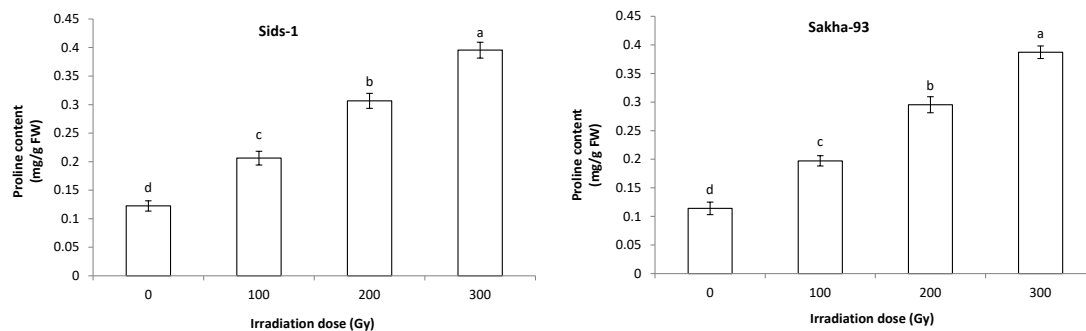 Sids-1
0.45
0.4
0.35
0.3
0.25
0.2
0.15
0.1
0.05
0
Proline content
(mg/g FW)
d
c
b
a
0 100 200 300
Irradiation dose (Gy)
Sakha-93
0.45
0.4
0.35
0.3
0.25
0.2
0.15
0.1
0.05
0
Proline content
(mg/g FW)
d
c
b
a
0 100 200 300
Irradiation dose (Gy)